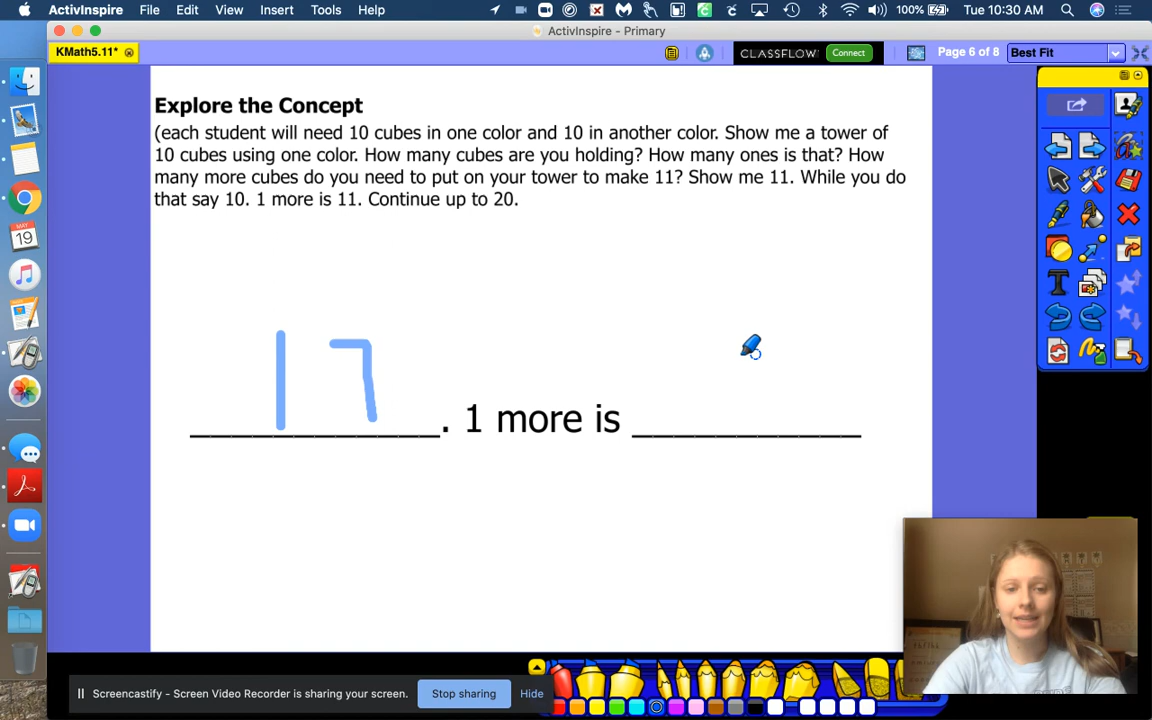 ActivInspire File Edit View Insert Tools Help 100% Tue 10:30 AM
ActivInspire - Primary
KMath5.11* CLASSFLOW Connect Page 6 of 8 Best Fit
Explore the Concept
(each student will need 10 cubes in one color and 10 in another color. Show me a tower of
10 cubes using one color. How many cubes are you holding? How many ones is that? How
many more cubes do you need to put on your tower to make 11? Show me 11. While you do
that say 10. 1 more is 11. Continue up to 20.
17
____________. 1 more is ___________
MAY
19
Screencastify - Screen Video Recorder is sharing your screen. Stop sharing Hide